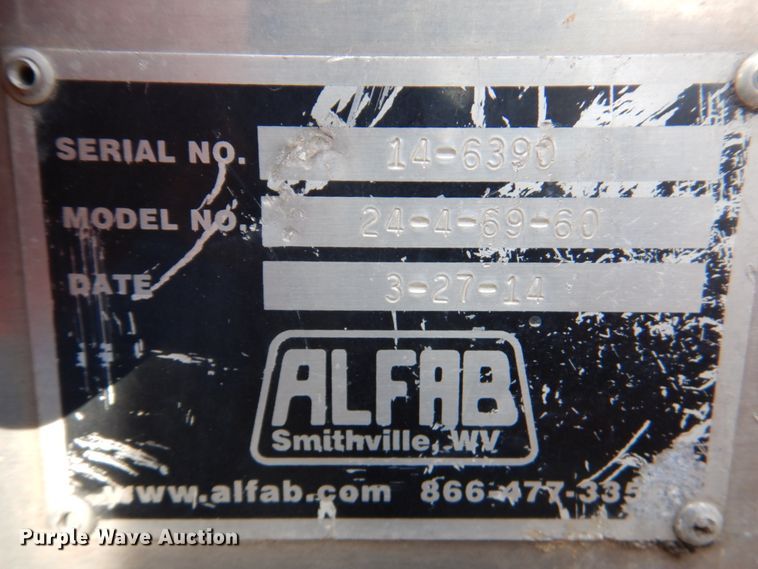 SERIAL NO. 14-6390
MODEL NO. 24-4-69-60
DATE 3-27-14
ALFAB
Smithville, WV
www.alfab.com
Purple Wave Auction